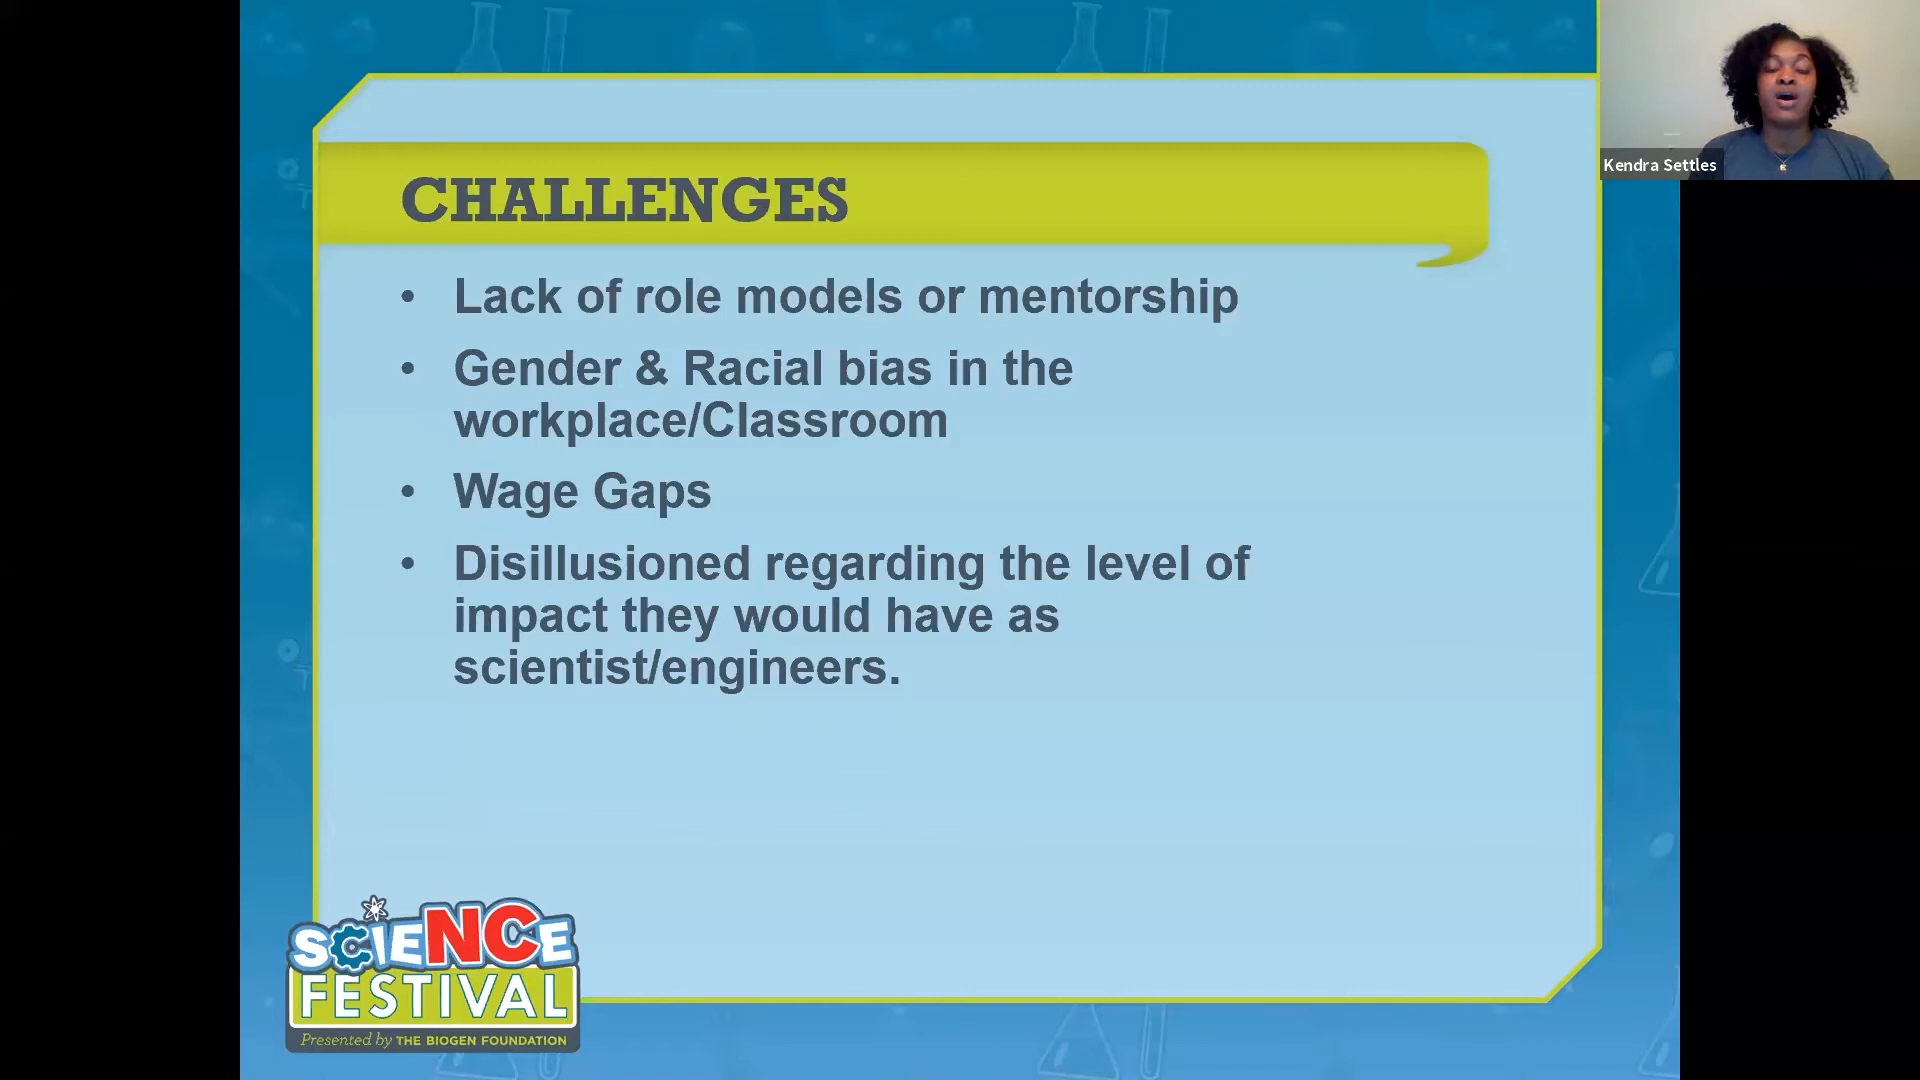 CHALLENGES
• Lack of role models or mentorship
• Gender & Racial bias in the
workplace/Classroom
• Wage Gaps
• Disillusioned regarding the level of
impact they would have as
scientist/engineers.
Kendra Settles
SCIENCE
FESTIVAL
Presented by THE BIOGEN FOUNDATION